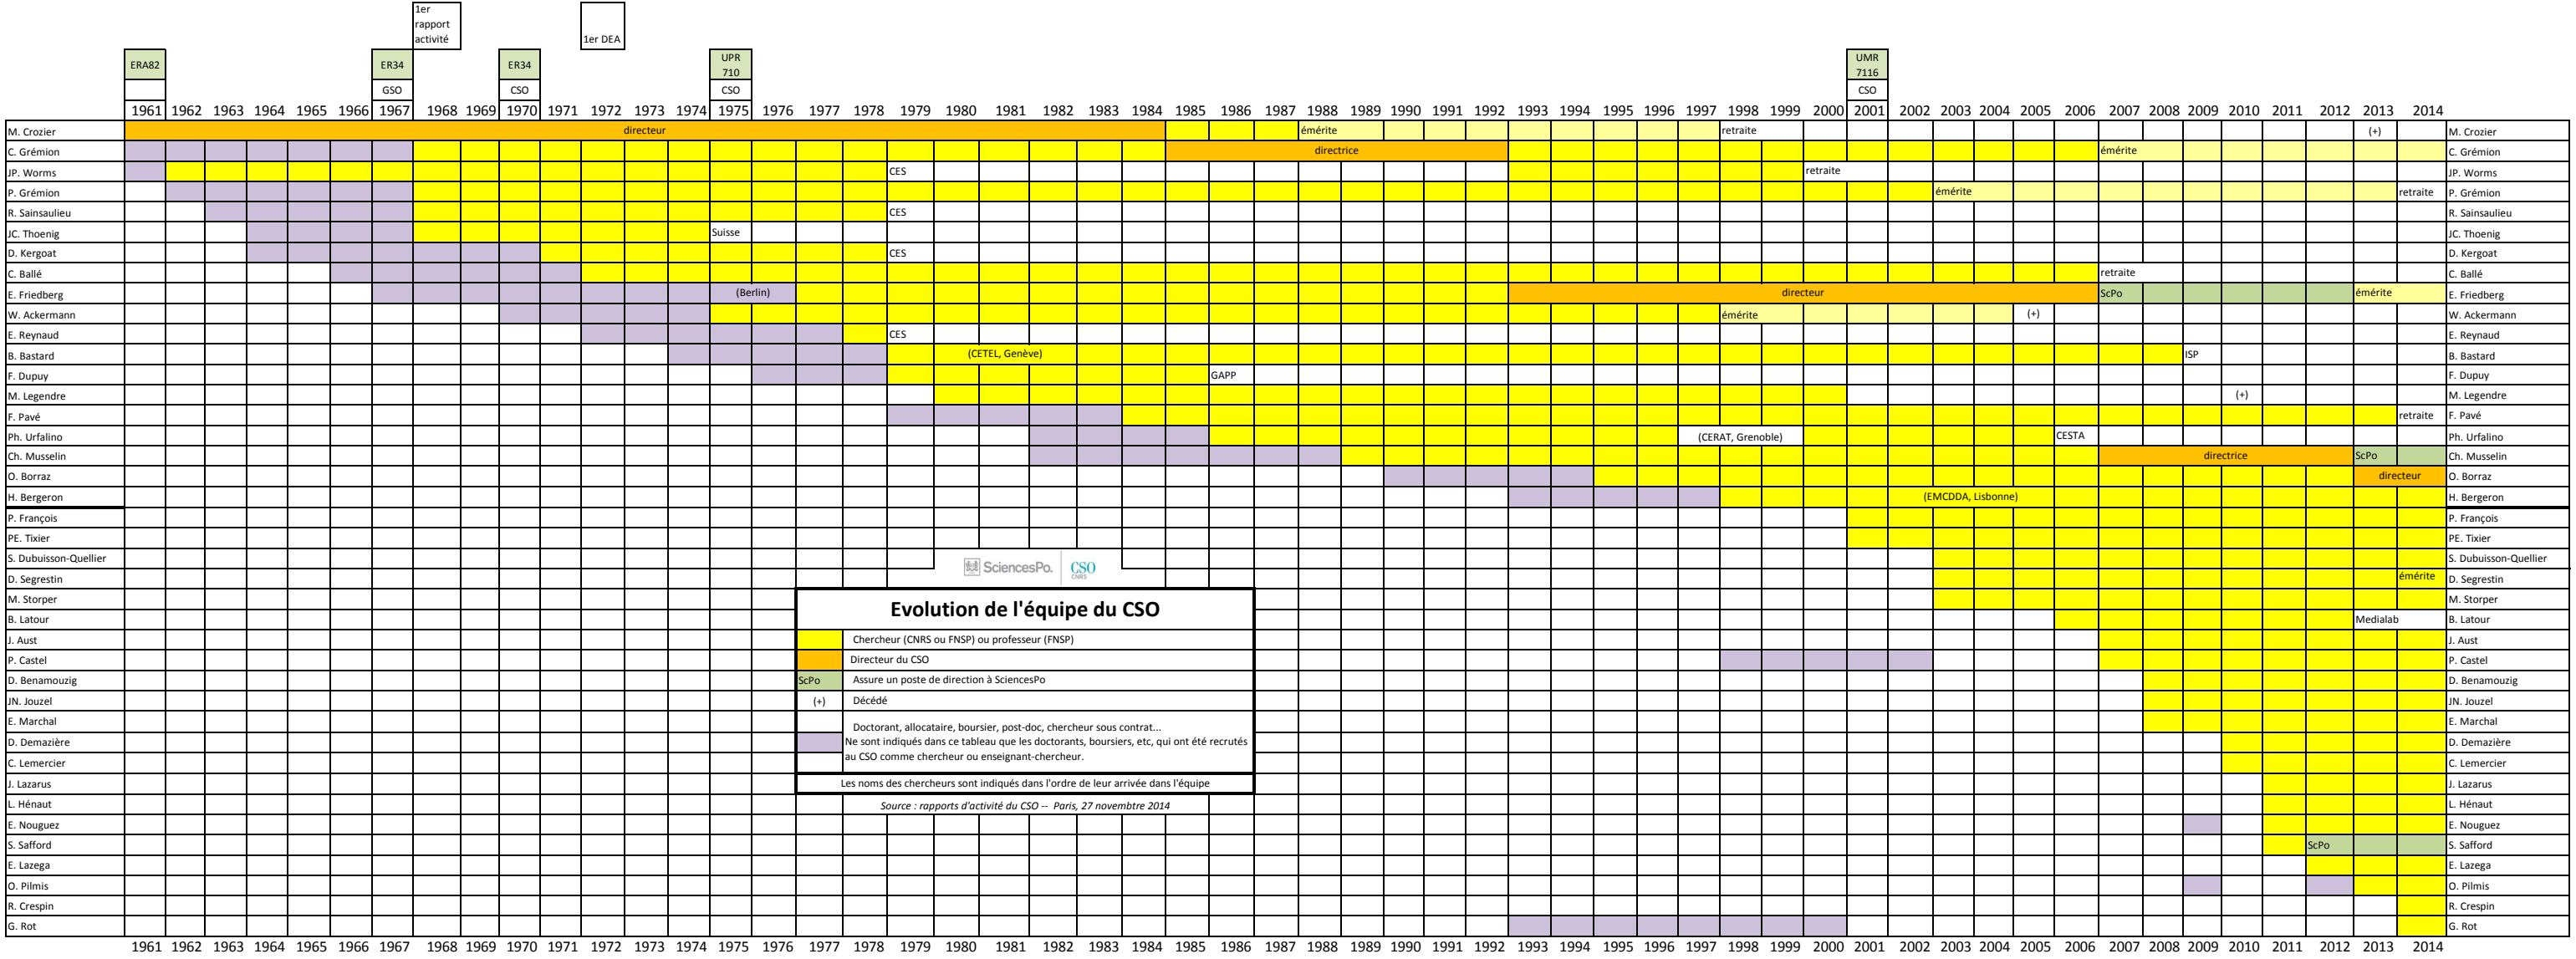 1er
rapport
activité
1er DEA
ERA82
ER34
ER34
UPR
710
UMR
7116
GSO
CSO
CSO
CSO
1961 1962 1963 1964 1965 1966 1967 1968 1969 1970 1971 1972 1973 1974 1975 1976 1977 1978 1979 1980 1981 1982 1983 1984 1985 1986 1987 1988 1989 1990 1991 1992 1993 1994 1995 1996 1997 1998 1999 2000 2001 2002 2003 2004 2005 2006 2007 2008 2009 2010 2011 2012 2013 2014
M. Crozier directeur émérite retraite (+) M. Crozier
C. Grémion directrice émérite C. Grémion
JP. Worms CES retraite JP. Worms
P. Grémion émérite retraite P. Grémion
R. Sainsaulieu CES R. Sainsaulieu
JC. Thoenig Suisse JC. Thoenig
D. Kergoat CES D. Kergoat
C. Ballé retraite C. Ballé
E. Friedberg (Berlin) directeur ScPo émérite E. Friedberg
W. Ackermann émérite (+) W. Ackermann
E. Reynaud CES E. Reynaud
B. Bastard (CETEL, Genève) ISP B. Bastard
F. Dupuy GAPP F. Dupuy
M. Legendre (+) M. Legendre
F. Pavé retraite F. Pavé
Ph. Urfalino (CERAT, Grenoble) CESTA Ph. Urfalino
Ch. Musselin directrice ScPo Ch. Musselin
O. Borraz directeur O. Borraz
H. Bergeron (EMCDDA, Lisbonne) H. Bergeron
P. François P. François
PE. Tixier PE. Tixier
S. Dubuisson-Quellier SciencesPo. CSO CNRS S. Dubuisson-Quellier
D. Segrestin émérite D. Segrestin
M. Storper M. Storper
Evolution de l'équipe du CSO
B. Latour Medialab B. Latour
J. Aust Chercheur (CNRS ou FNSP) ou professeur (FNSP) J. Aust
P. Castel Directeur du CSO P. Castel
D. Benamouzig ScPo Assure un poste de direction à SciencesPo D. Benamouzig
JN. Jouzel (+) Décédé JN. Jouzel
E. Marchal Doctorant, allocataire, boursier, post-doc, chercheur sous contrat... E. Marchal
D. Demazière Ne sont indiqués dans ce tableau que les doctorants, boursiers, etc, qui ont été recrutés D. Demazière
C. Lemercier au CSO comme chercheur ou enseignant-chercheur. C. Lemercier
J. Lazarus Les noms des chercheurs sont indiqués dans l'ordre de leur arrivée dans l'équipe J. Lazarus
L. Hénaut Source : rapports d'activité du CSO -- Paris, 27 novembtre 2014 L. Hénaut
E. Nouguez E. Nouguez
S. Safford ScPo S. Safford
E. Lazega E. Lazega
O. Pilmis O. Pilmis
R. Crespin R. Crespin
G. Rot G. Rot
1961 1962 1963 1964 1965 1966 1967 1968 1969 1970 1971 1972 1973 1974 1975 1976 1977 1978 1979 1980 1981 1982 1983 1984 1985 1986 1987 1988 1989 1990 1991 1992 1993 1994 1995 1996 1997 1998 1999 2000 2001 2002 2003 2004 2005 2006 2007 2008 2009 2010 2011 2012 2013 2014